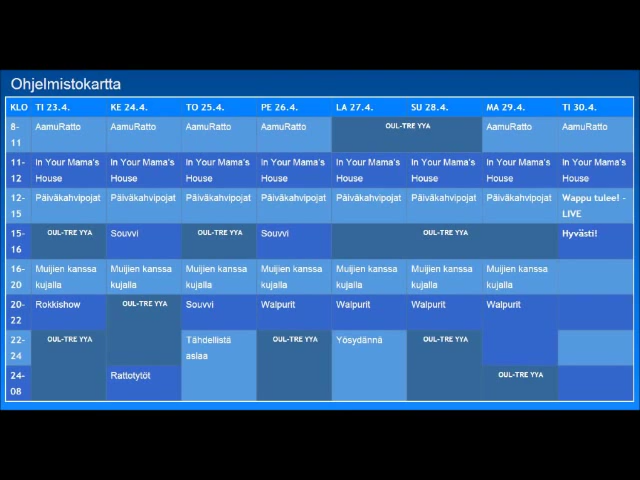 Ohjelmistokartta
KLO TI 23.4. KE 24.4. TO 25.4. PE 26.4. LA 27.4. SU 28.4. MA 29.4. TI 30.4.
8- AamuRatto AamuRatto AamuRatto AamuRatto OUL-TRE YYA AamuRatto AamuRatto
11
11- In Your Mama's In Your Mama's In Your Mama's In Your Mama's In Your Mama's In Your Mama's In Your Mama's In Your Mama's
12 House House House House House House House House
12- Päiväkahvipojat Päiväkahvipojat Päiväkahvipojat Päiväkahvipojat Päiväkahvipojat Päiväkahvipojat Päiväkahvipojat Wappu tulee! -
15 LIVE
15- OUL-TRE YYA Souvvi OUL-TRE YYA Souvvi OUL-TRE YYA Hyvästi!
16
16- Muijien kanssa Muijien kanssa Muijien kanssa Muijien kanssa Muijien kanssa Muijien kanssa Muijien kanssa
20 kujalla kujalla kujalla kujalla kujalla kujalla kujalla
20- Rokkishow OUL-TRE YYA Souvvi Walpurit Walpurit Walpurit Walpurit
22
22- OUL-TRE YYA Tähdellistä OUL-TRE YYA Yösydännä OUL-TRE YYA
24 asiaa
24- Rattotytöt OUL-TRE YYA
08